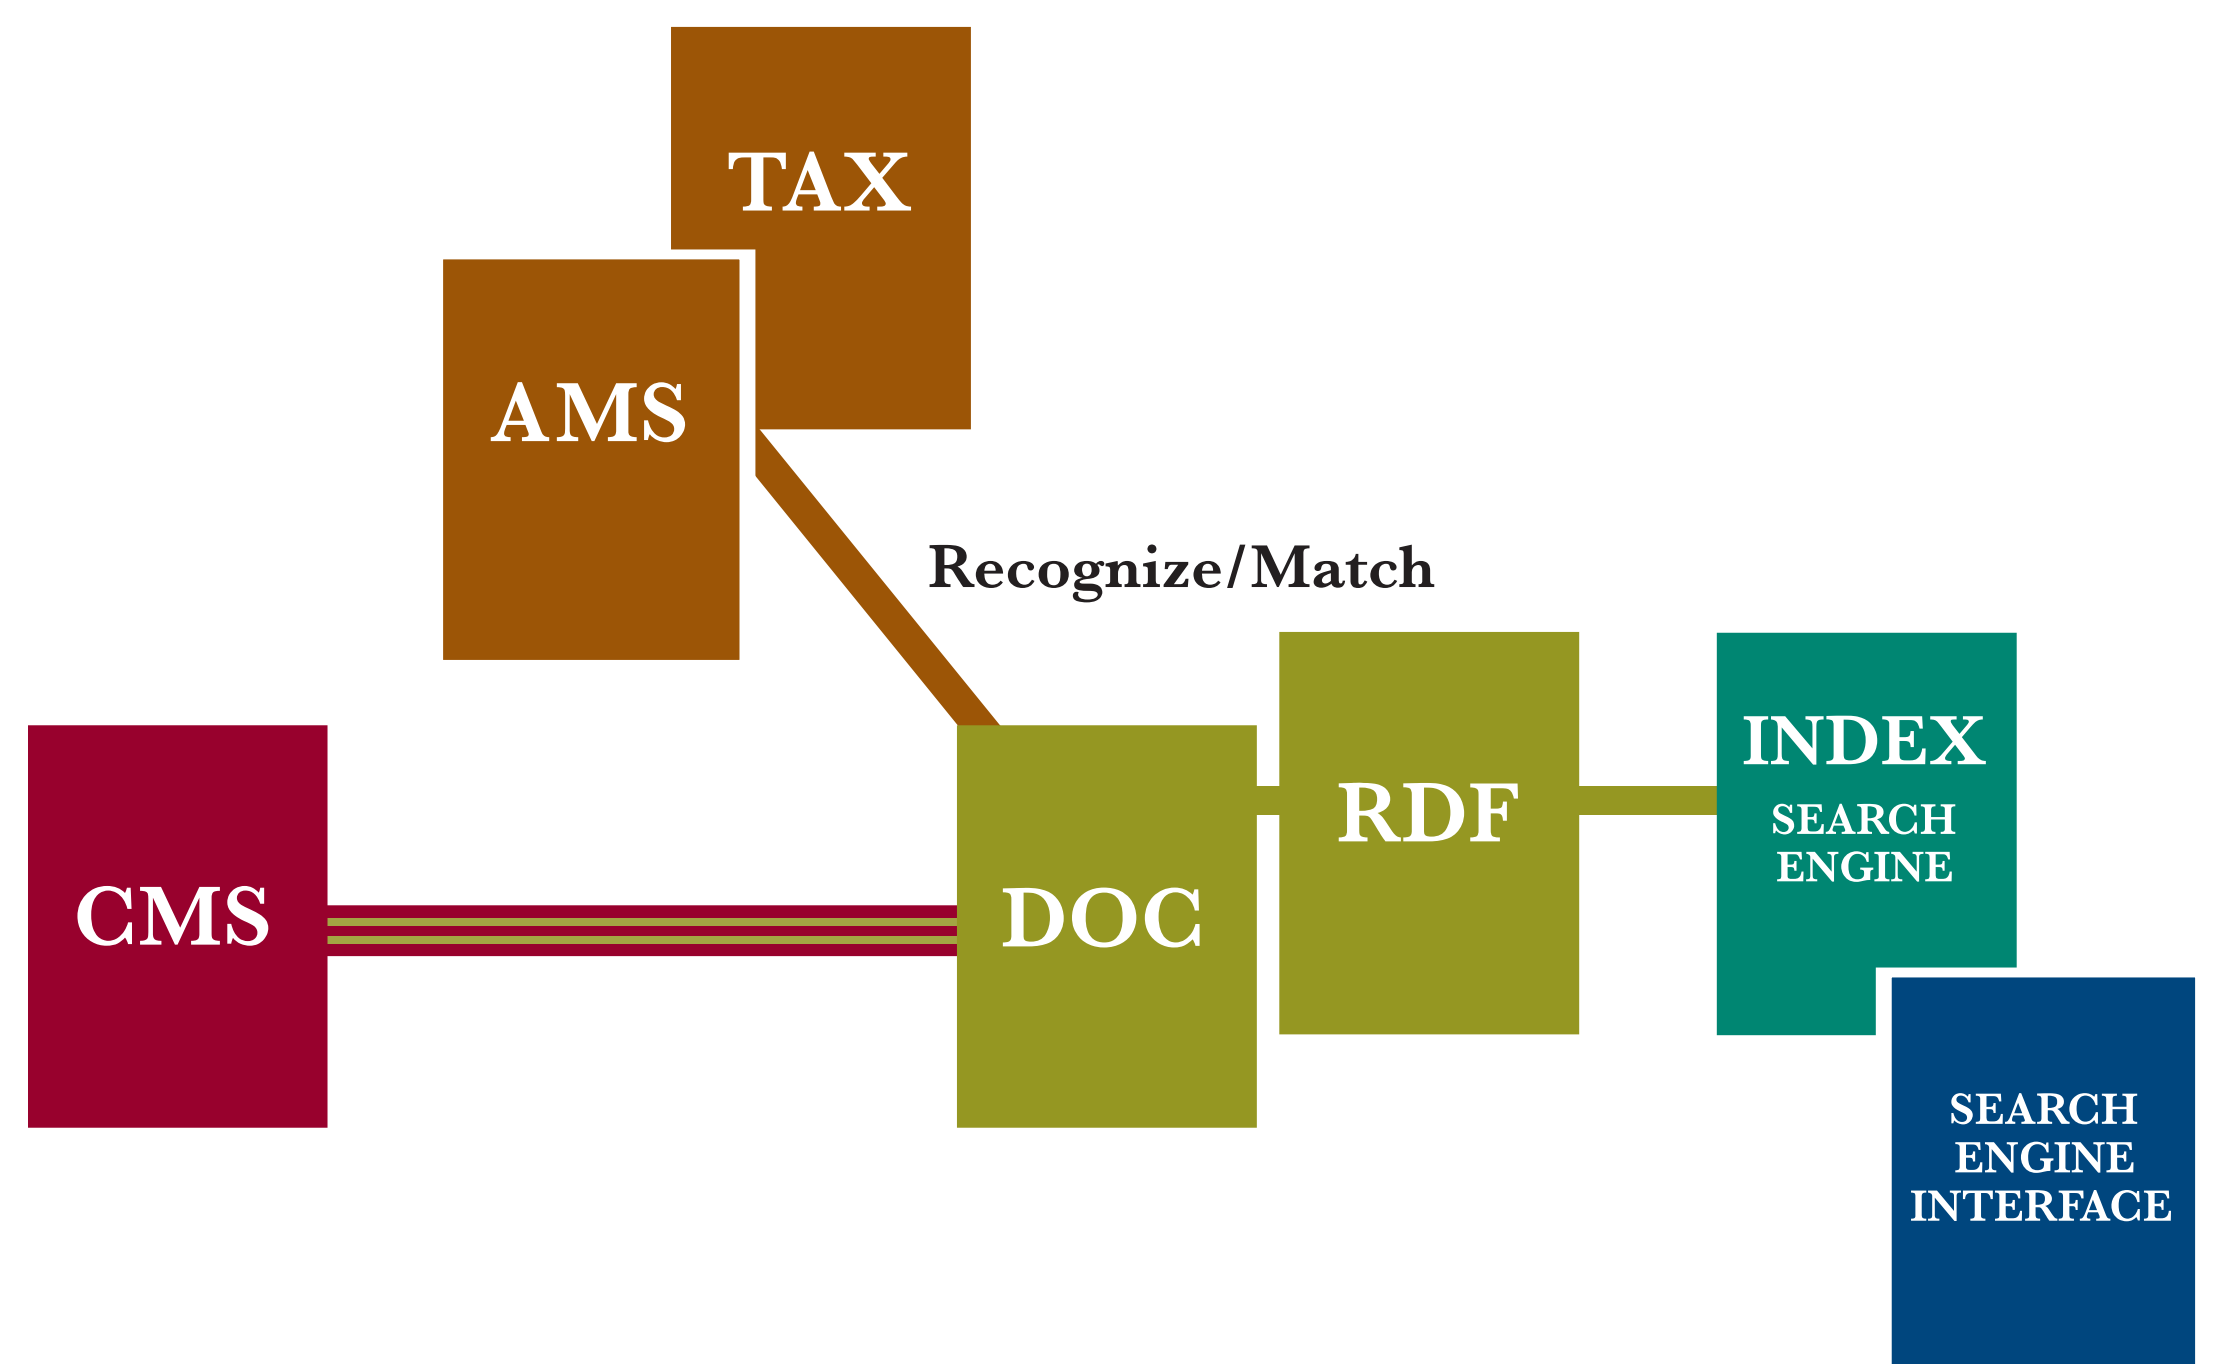 TAX
AMS
Recognize/Match
CMS
DOC
RDF
INDEX
SEARCH
ENGINE
SEARCH
ENGINE
INTERFACE